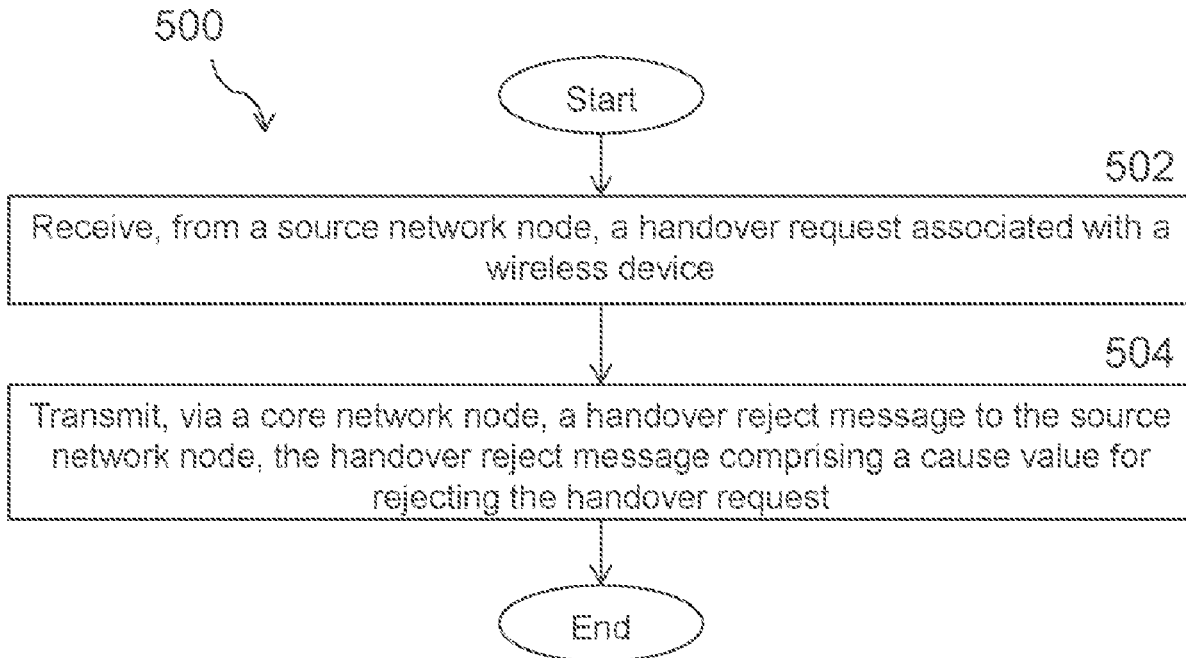 500
Start
502
Receive, from a source network node, a handover request associated with a
wireless device
504
Transmit, via a core network node, a handover reject message to the source
network node, the handover reject message comprising a cause value for
rejecting the handover request
End